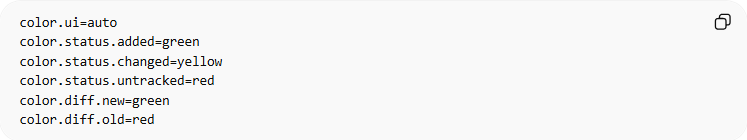 color.ui=auto
color.status.added=green
color.status.changed=yellow
color.status.untracked=red
color.diff.new=green
color.diff.old=red